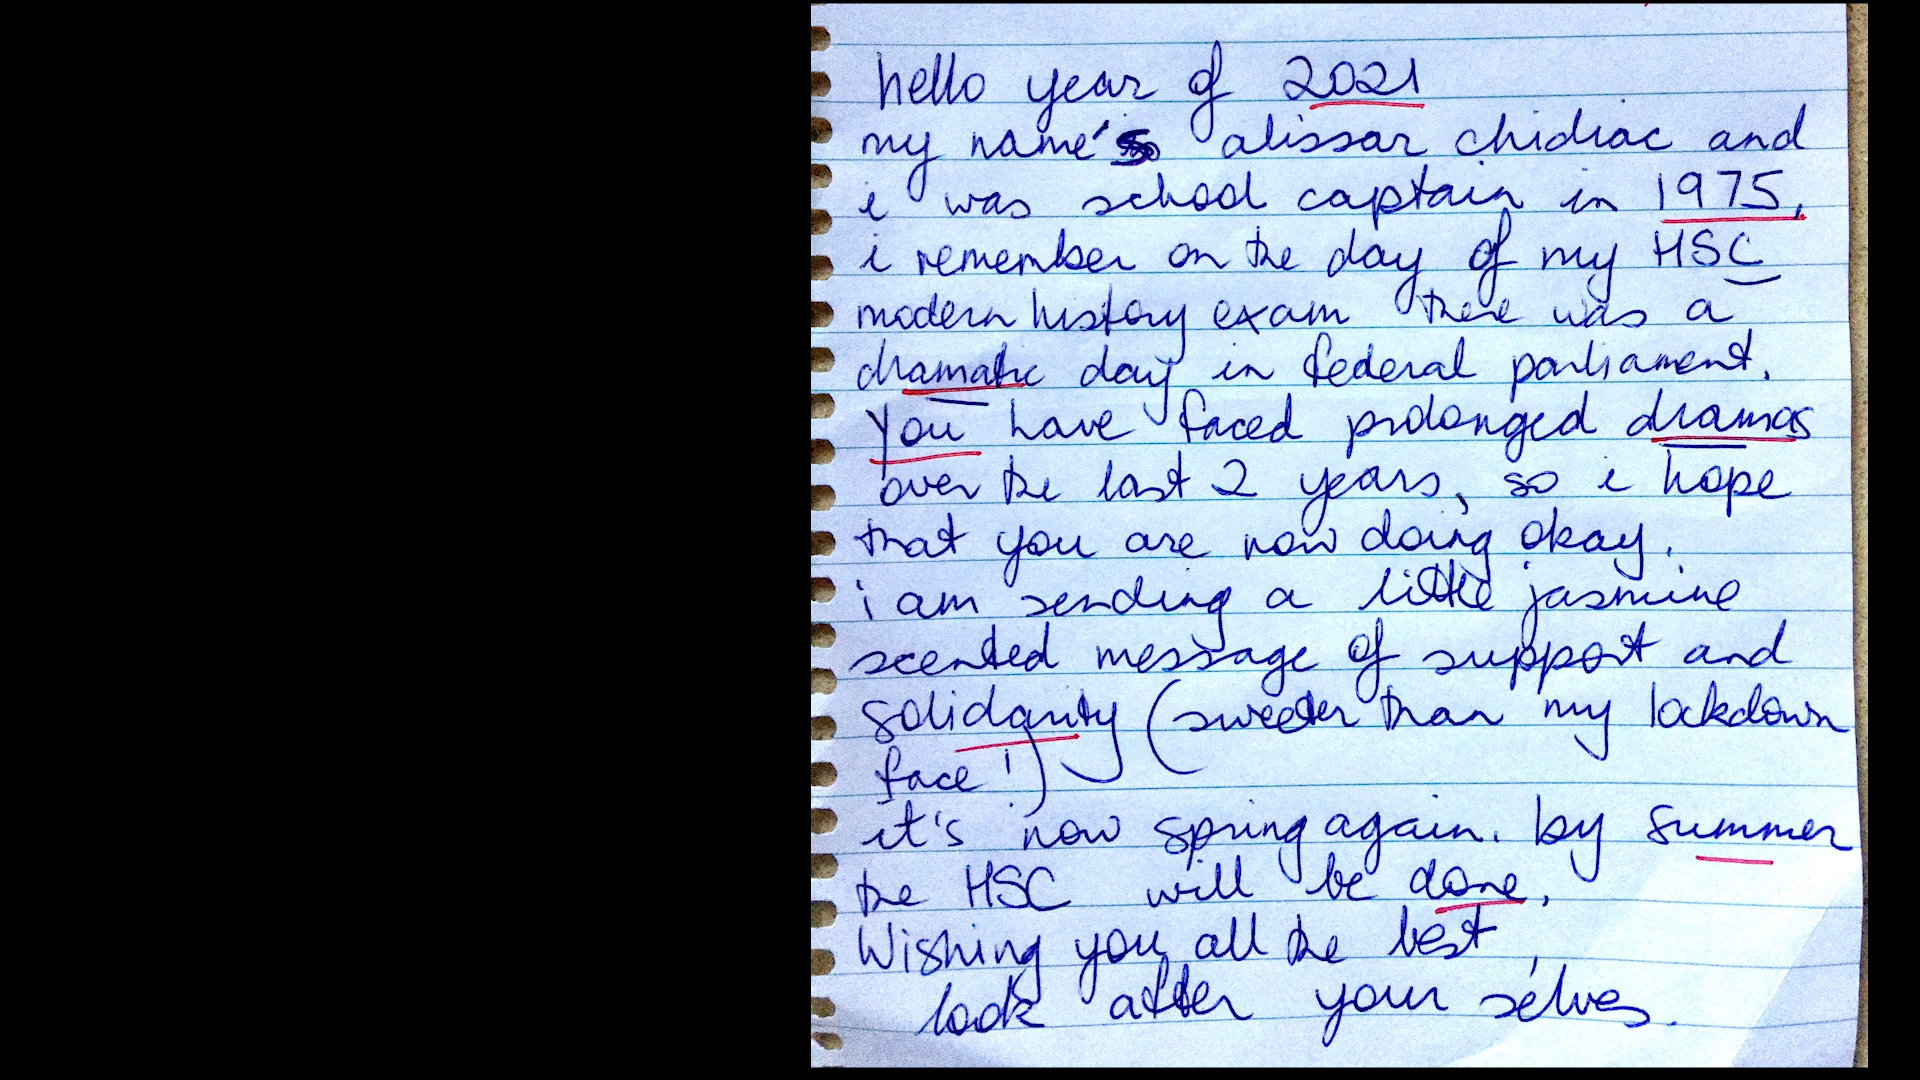 hello year of 2021
my name's alissar chidiac and
i was school captain in 1975.
i remember on the day of my HSC
modern history exam there was a
dramatic day in federal parliament.
you have faced prolonged dramas
over the last 2 years, so i hope
that you are now doing okay.
i am sending a little jasmine
scented message of support and
solidarity (sweeter than my lockdown
face!)
it's now spring again. by summer
the HSC will be done.
Wishing you all the best,
look after your selves.